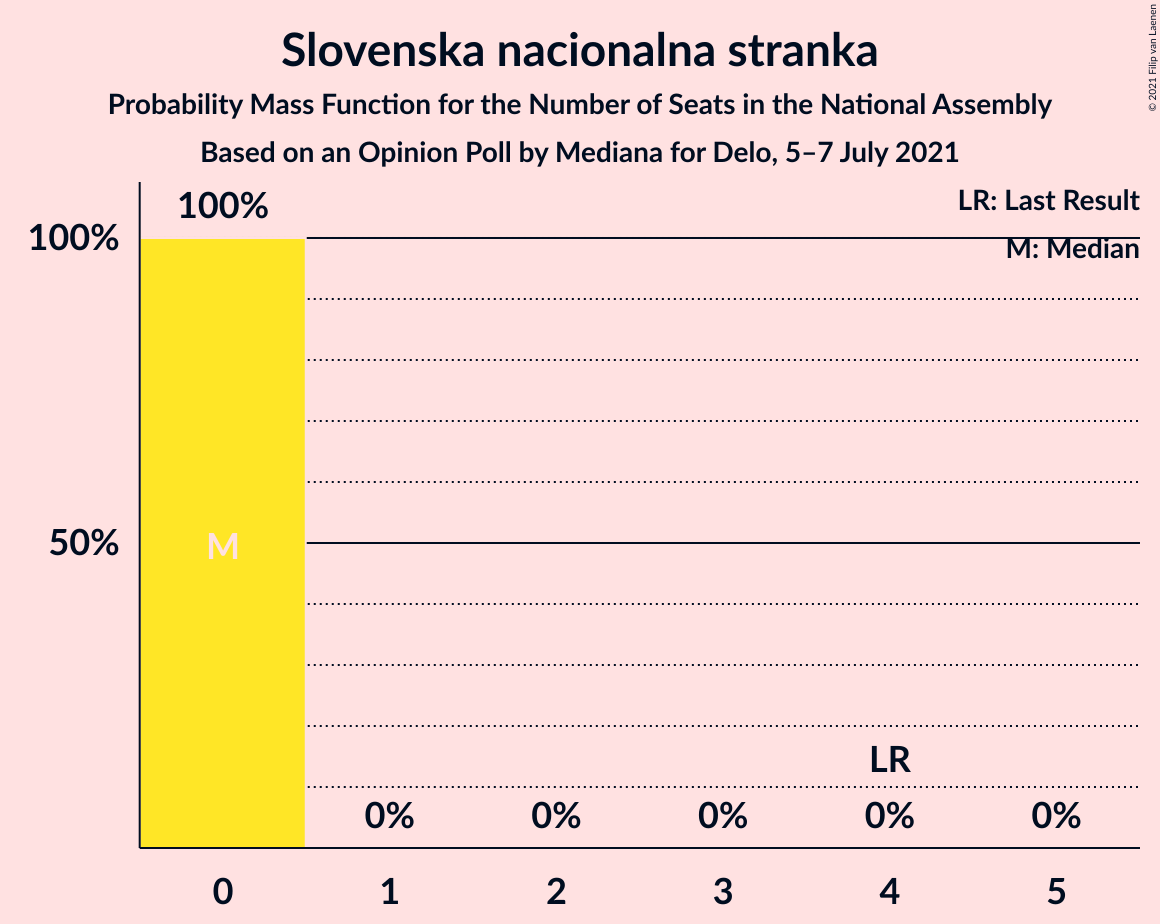 Slovenska nacionalna stranka
Probability Mass Function for the Number of Seats in the National Assembly
Based on an Opinion Poll by Mediana for Delo, 5–7 July 2021
© 2021 Filip van Laenen
LR: Last Result
M: Median
100%
100%
50%
M
LR
0%
0%
0%
0%
0%
0
1
2
3
4
5